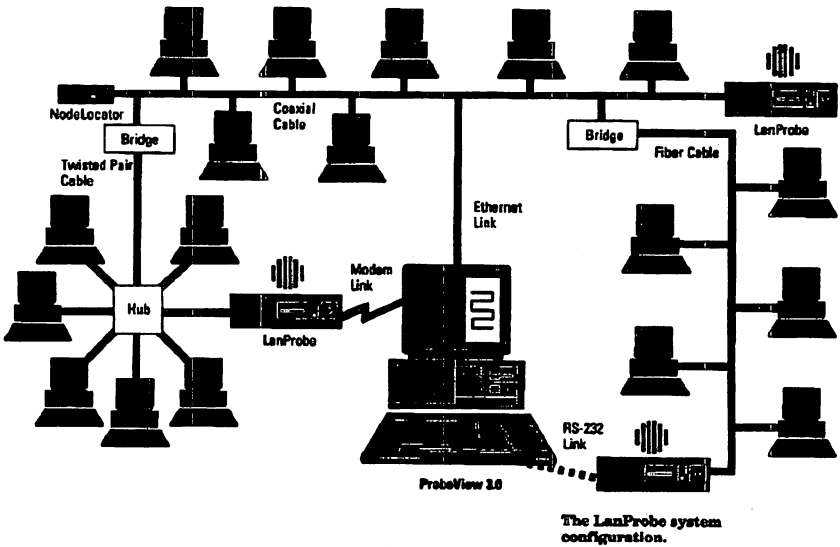 NodeLocator
Coaxial
Cable
LanProbe
Bridge
Bridge
Twisted Pair
Cable
Fiber Cable
Ethernet
Link
Modem
Link
Hub
LanProbe
RS-232
Link
ProbeView 3.0
The LanProbe system
configuration.